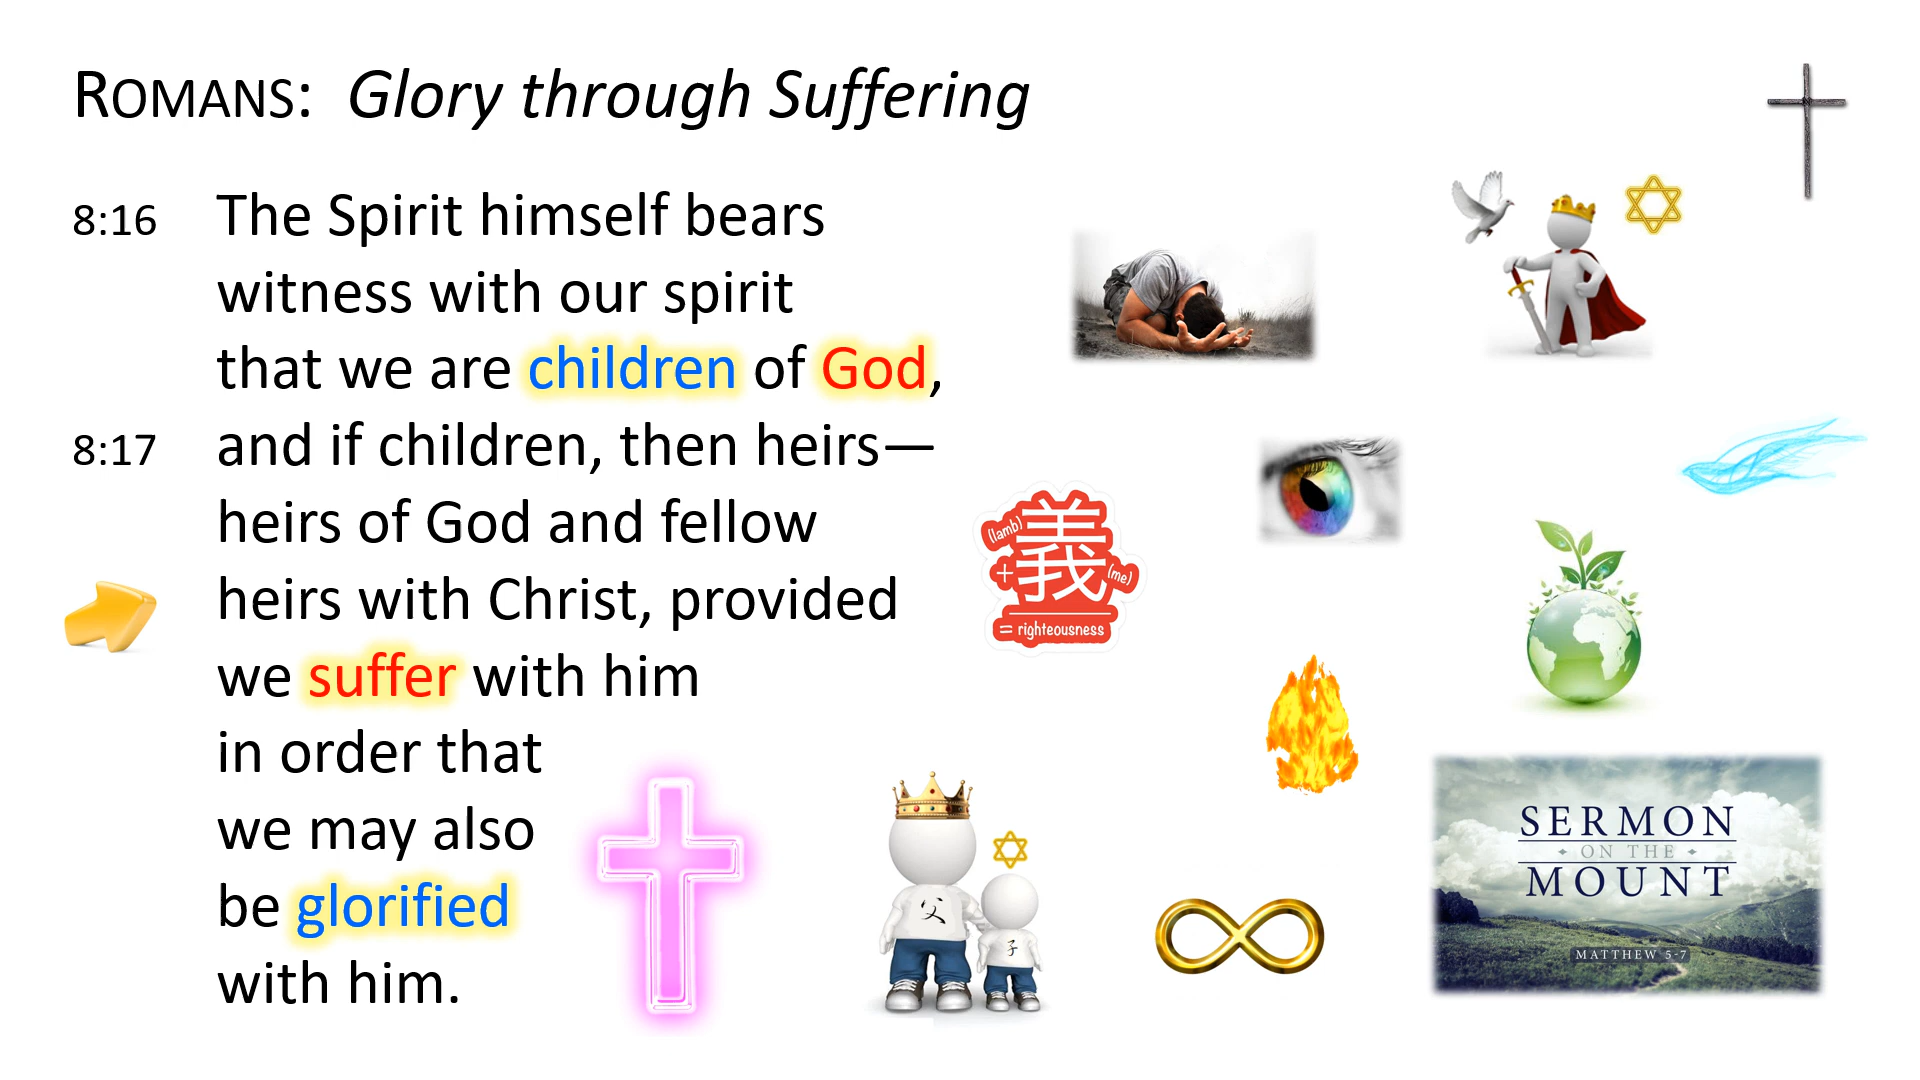 ROMANS: Glory through Suffering
8:16 The Spirit himself bears
witness with our spirit
that we are children of God,
8:17 and if children, then heirs—
heirs of God and fellow
heirs with Christ, provided
we suffer with him
in order that
we may also
be glorified
with him.
(lamb)
義
+
(me)
= righteousness
父
子
SERMON
ON THE
MOUNT
MATTHEW 5-7